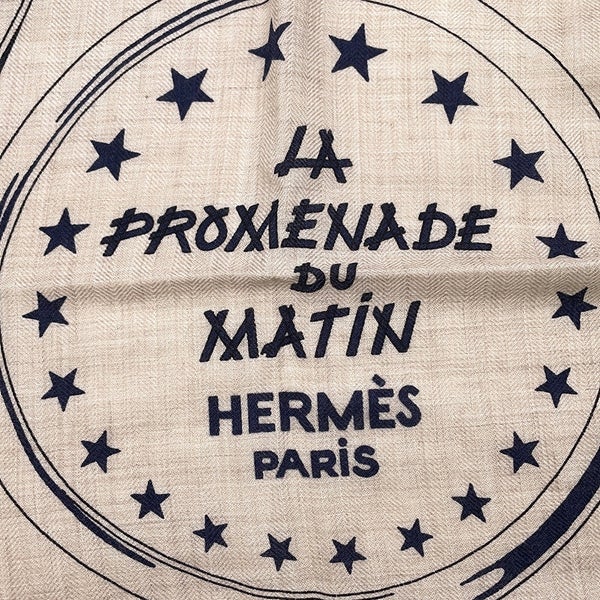 LA
PROMENADE
DU
MATiN
HERMÈS
PARiS